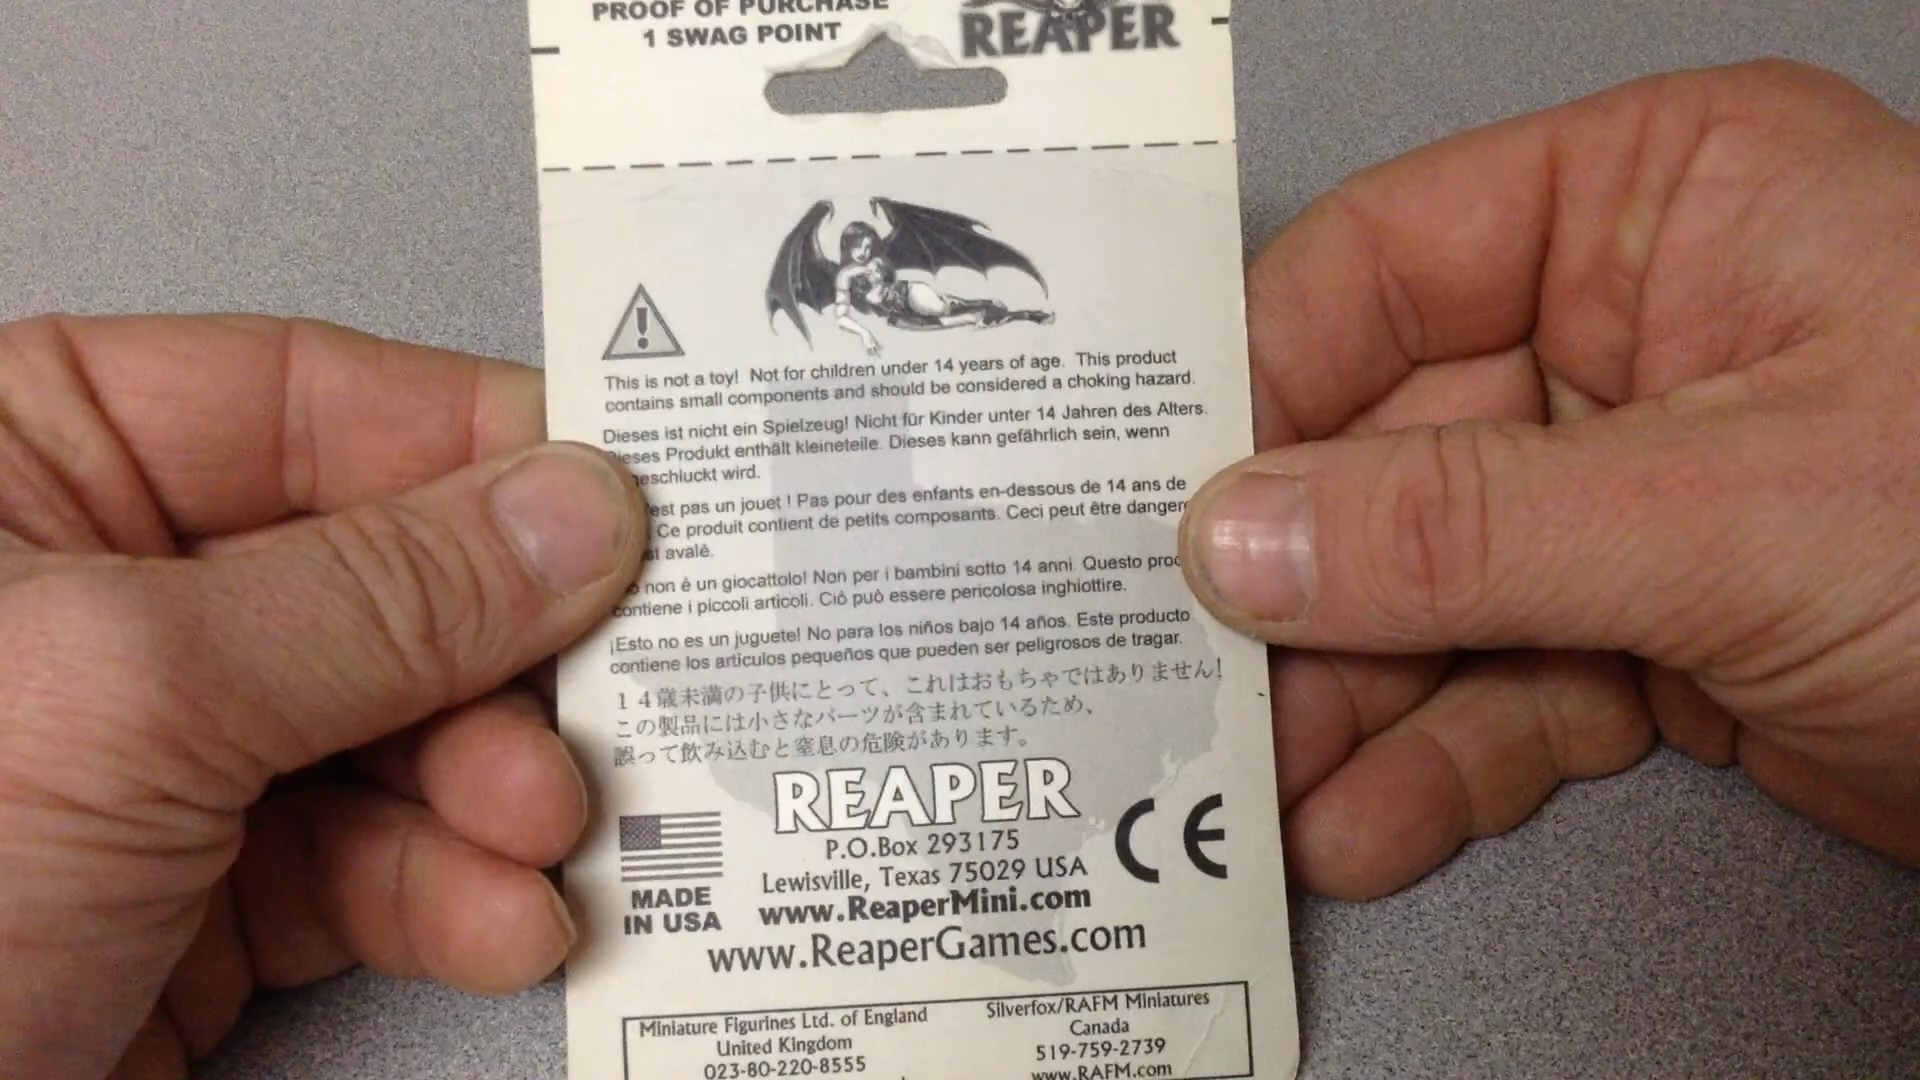 PROOF OF PURCHASE
1 SWAG POINT
REAPER
This is not a toy! Not for children under 14 years of age. This product
contains small components and should be considered a choking hazard.
Dieses ist nicht ein Spielzeug! Nicht für Kinder unter 14 Jahren des Alters.
Dieses Produkt enthält kleineteile. Dieses kann gefährlich sein, wenn
geschluckt wird.
est pas un jouet ! Pas pour des enfants en-dessous de 14 ans de
Ce produit contient de petits composants. Ceci peut être danger
avalé.
non è un giocattolo! Non per i bambini sotto 14 anni. Questo prod
contiene i piccoli articoli. Ciò può essere pericolosa inghiottire.
¡Esto no es un juguete! No para los niños bajo 14 años. Este producto
contiene los articulos pequeños que pueden ser peligrosos de tragar.
14歳未満の子供にとって、これはおもちゃではありません!
この製品には小さなパーツが含まれているため、
誤って飲み込むと窒息の危険があります。
REAPER
P.O.Box 293175
Lewisville, Texas 75029 USA
www.ReaperMini.com
www.ReaperGames.com
MADE
IN USA
CE
Miniature Figurines Ltd. of England
United Kingdom
023-80-220-8555
Silverfox/RAFM Miniatures
Canada
519-759-2739
www.RAFM.com